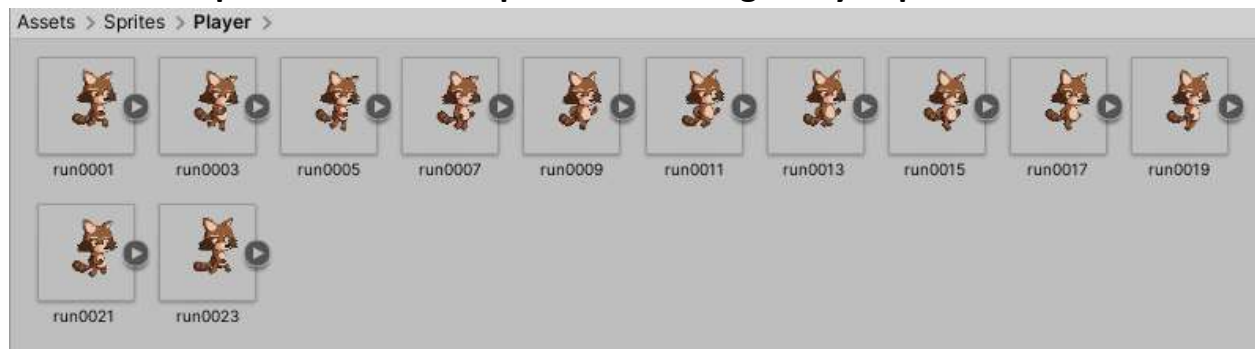 Assets > Sprites > Player >
run0001 run0003 run0005 run0007 run0009 run0011 run0013 run0015 run0017 run0019
run0021 run0023